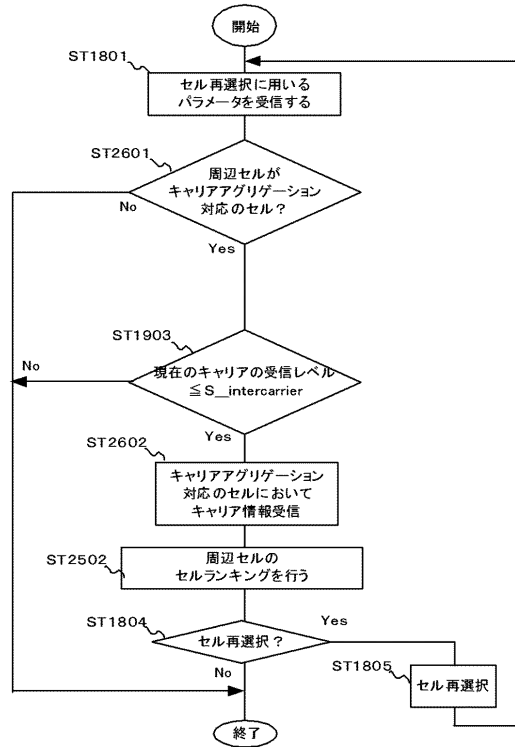 開始
ST1801
セル再選択に用いる
パラメータを受信する
ST2601
周辺セルが
キャリアアグリゲーション
対応のセル？
No
Yes
ST1903
現在のキャリアの受信レベル
≦S_intercarrier
No
Yes
ST2602
キャリアアグリゲーション
対応のセルにおいて
キャリア情報受信
ST2502
周辺セルの
セルランキングを行う
ST1804
セル再選択？
Yes
No
ST1805
セル再選択
終了